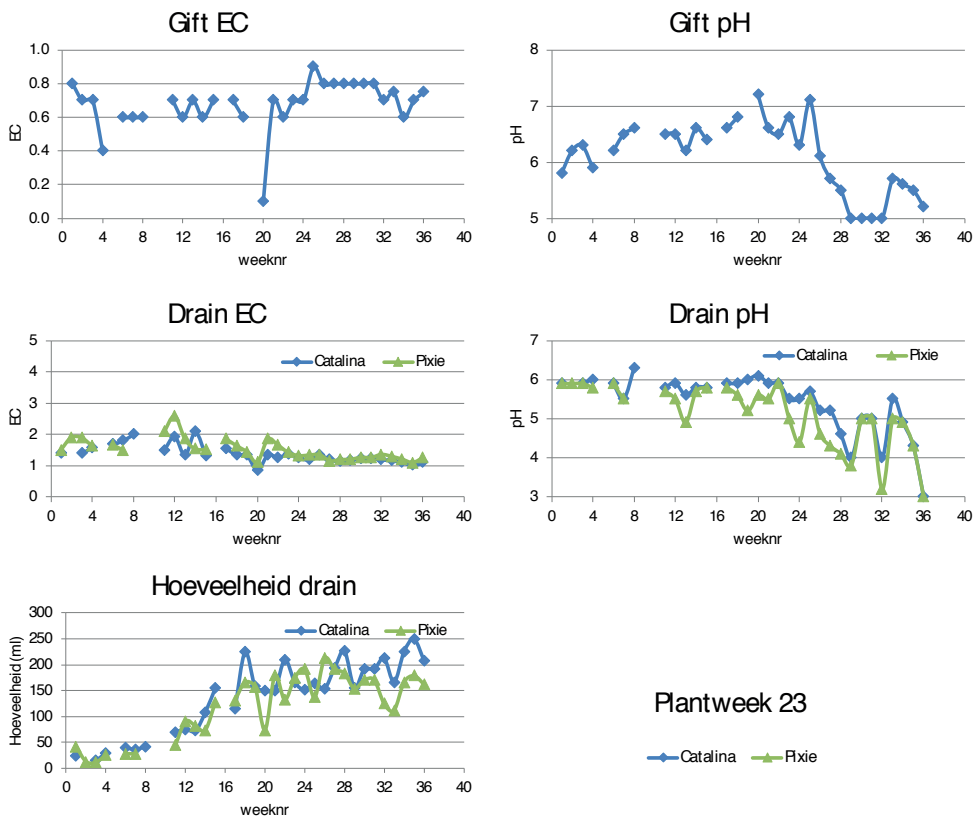 Gift EC
1.0
0.8
0.6
0.4
0.2
0.0
EC
0 4 8 12 16 20 24 28 32 36 40
weeknr
Gift pH
8
7
6
5
pH
0 4 8 12 16 20 24 28 32 36 40
weeknr
Drain EC
5
4
3
2
1
0
EC
Catalina Pixie
0 4 8 12 16 20 24 28 32 36 40
weeknr
Drain pH
7
6
5
4
3
pH
Catalina Pixie
0 4 8 12 16 20 24 28 32 36 40
weeknr
Hoeveelheid drain
300
250
200
150
100
50
0
Hoeveelheid (ml)
Catalina Pixie
0 4 8 12 16 20 24 28 32 36 40
weeknr
Plantweek 23
Catalina Pixie